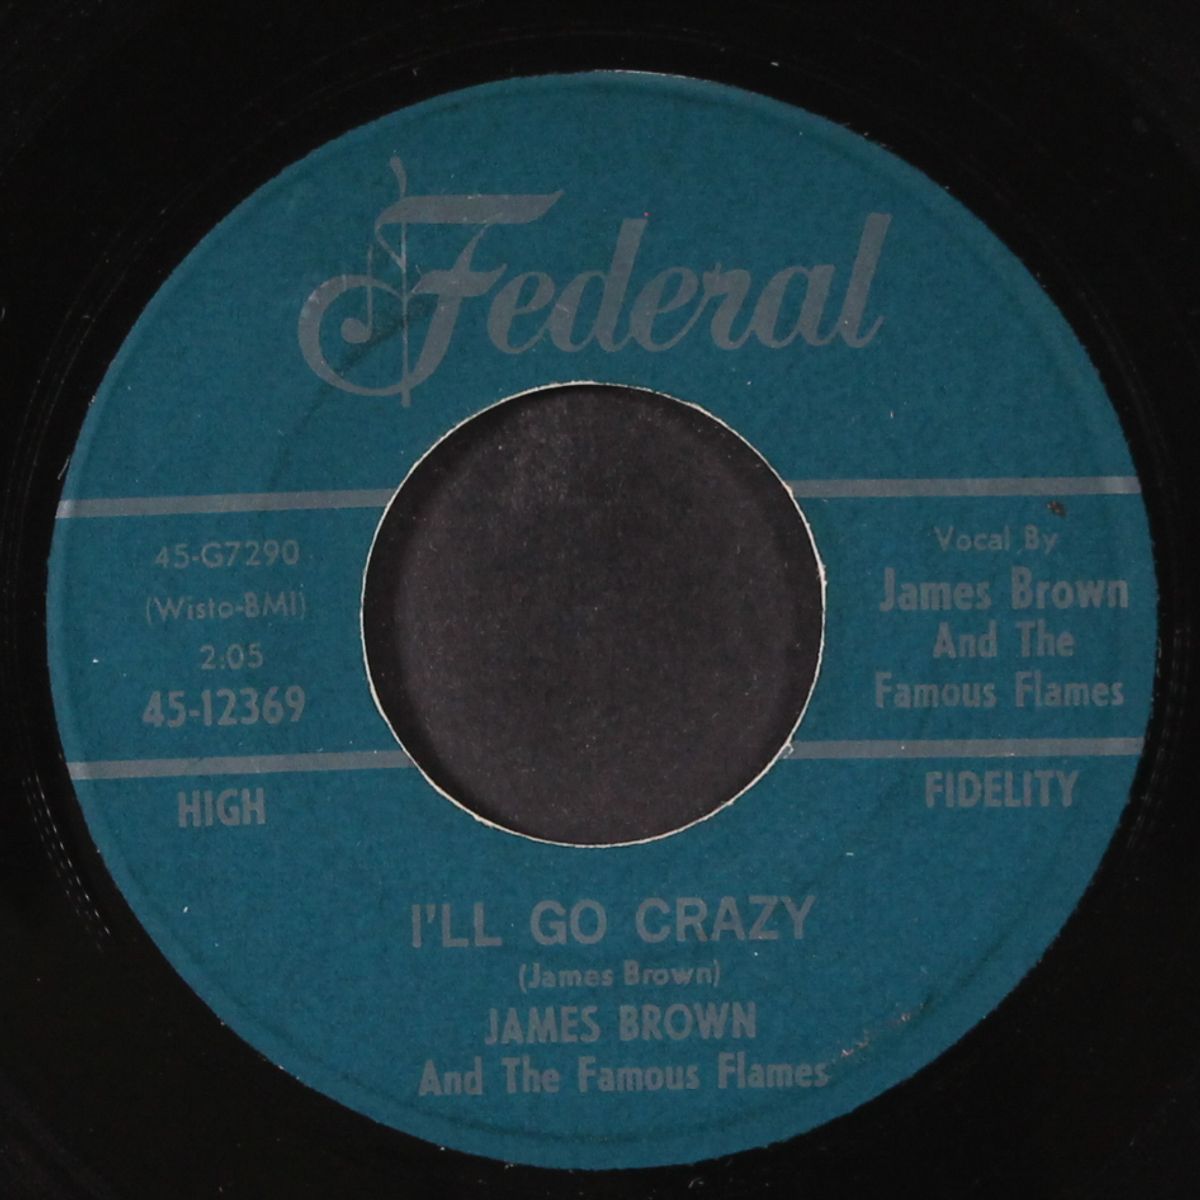 Federal
45-G7290
(Wisto-BMI)
2:05
45-12369
Vocal By
James Brown
And The
Famous Flames
HIGH
FIDELITY
I'LL GO CRAZY
(James Brown)
JAMES BROWN
And The Famous Flames